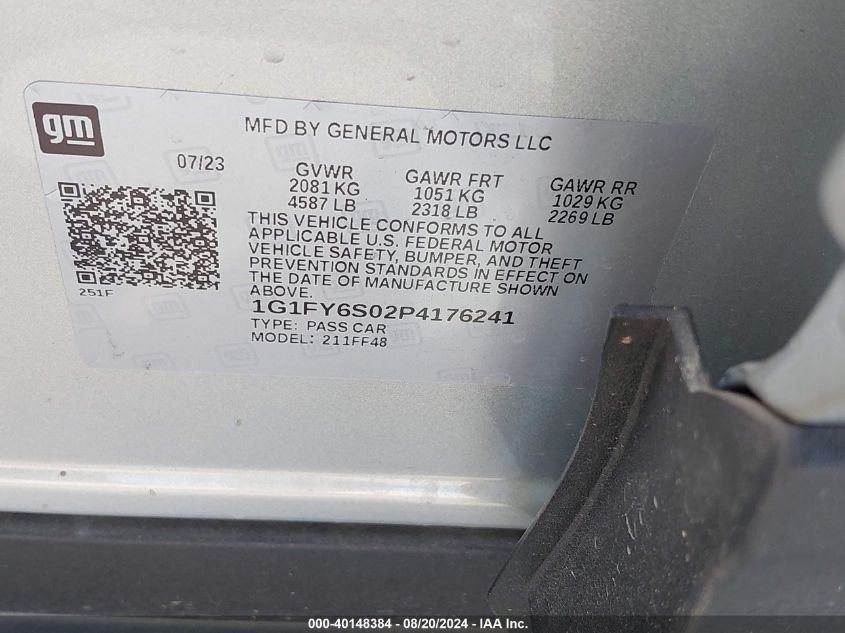 gm
MFD BY GENERAL MOTORS LLC
07/23
GVWR
2081 KG
4587 LB
GAWR FRT
1051 KG
2318 LB
GAWR RR
1029 KG
2269 LB
THIS VEHICLE CONFORMS TO ALL
APPLICABLE U.S. FEDERAL MOTOR
VEHICLE SAFETY, BUMPER, AND THEFT
PREVENTION STANDARDS IN EFFECT ON
THE DATE OF MANUFACTURE SHOWN
ABOVE.
251F
1G1FY6S02P4176241
TYPE: PASS CAR
MODEL: 211FF48
000-40148384 - 08/20/2024 - IAA Inc.